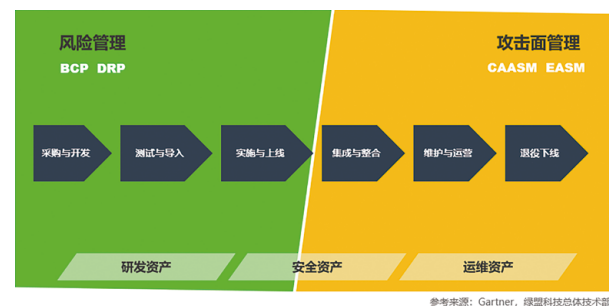 风险管理
BCP DRP
攻击面管理
CAASM EASM
采购与开发
测试与导入
实施与上线
集成与整合
维护与运营
退役下线
研发资产
安全资产
运维资产
参考来源：Gartner、绿盟科技总体技术部